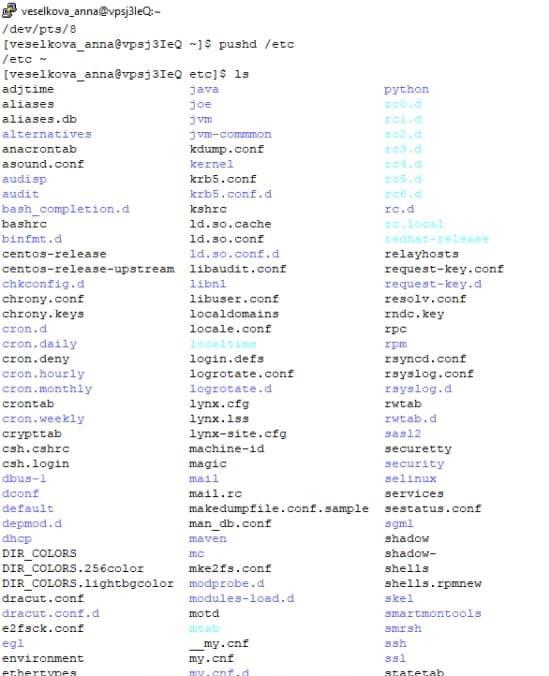 veselkova_anna@vpsj3IeQ:~
/dev/pts/8
[veselkova_anna@vpsj3IeQ ~]$ pushd /etc
/etc ~
[veselkova_anna@vpsj3IeQ etc]$ ls
adjtime java python
aliases joe rc0.d
aliases.db jvm rc1.d
alternatives jvm-commmon rc2.d
anacrontab kdump.conf rc3.d
asound.conf kernel rc4.d
audisp krb5.conf rc5.d
audit krb5.conf.d rc6.d
bash_completion.d kshrc rc.d
bashrc ld.so.cache rc.local
binfmt.d ld.so.conf redhat-release
centos-release ld.so.conf.d relayhosts
centos-release-upstream libaudit.conf request-key.conf
chkconfig.d libnl request-key.d
chrony.conf libuser.conf resolv.conf
chrony.keys localdomains rndc.key
cron.d locale.conf rpc
cron.daily localtime rpm
cron.deny login.defs rsyncd.conf
cron.hourly logrotate.conf rsyslog.conf
cron.monthly logrotate.d rsyslog.d
crontab lynx.cfg rwtab
cron.weekly lynx.lss rwtab.d
crypttab lynx-site.cfg sasl2
csh.cshrc machine-id securetty
csh.login magic security
dbus-1 mail selinux
dconf mail.rc services
default makedumpfile.conf.sample sestatus.conf
depmod.d man_db.conf sgml
dhcp maven shadow
DIR_COLORS mc shadow-
DIR_COLORS.256color mke2fs.conf shells
DIR_COLORS.lightbgcolor modprobe.d shells.rpmnew
dracut.conf modules-load.d skel
dracut.conf.d motd smartmontools
e2fsck.conf mtab smrsh
egl __my.cnf ssh
environment my.cnf ssl
ethertypes my.cnf.d statetab